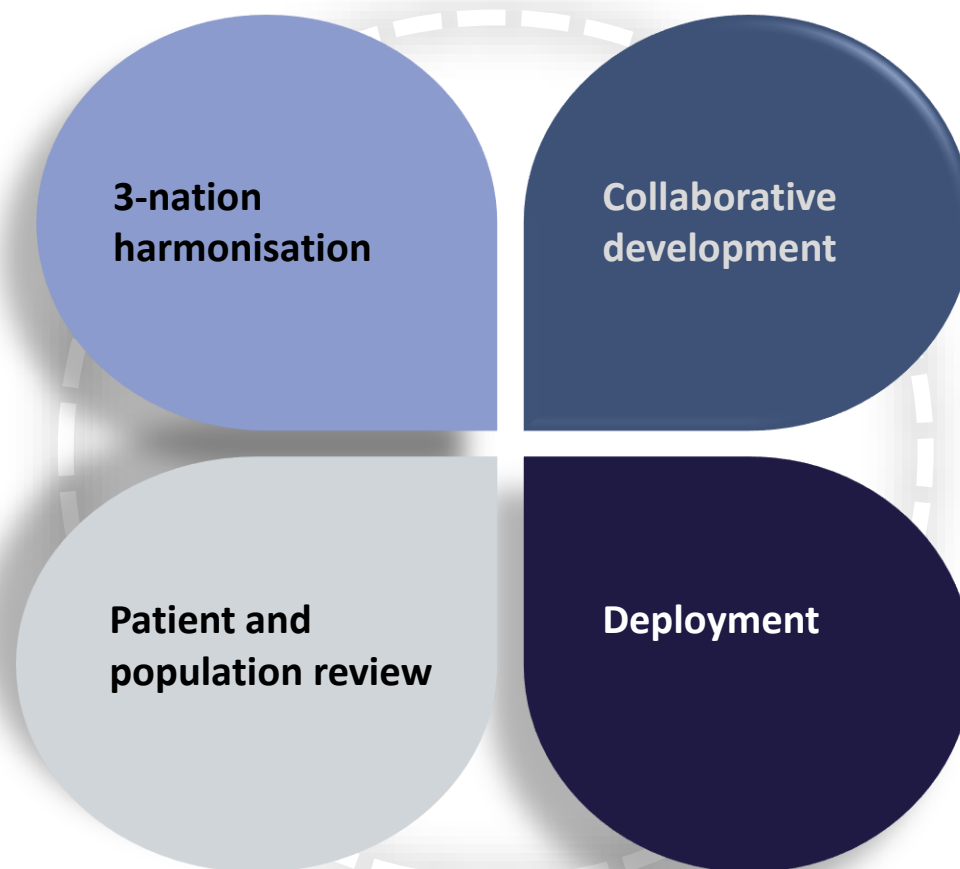 3-nation
harmonisation
Collaborative
development
Patient and
population review
Deployment